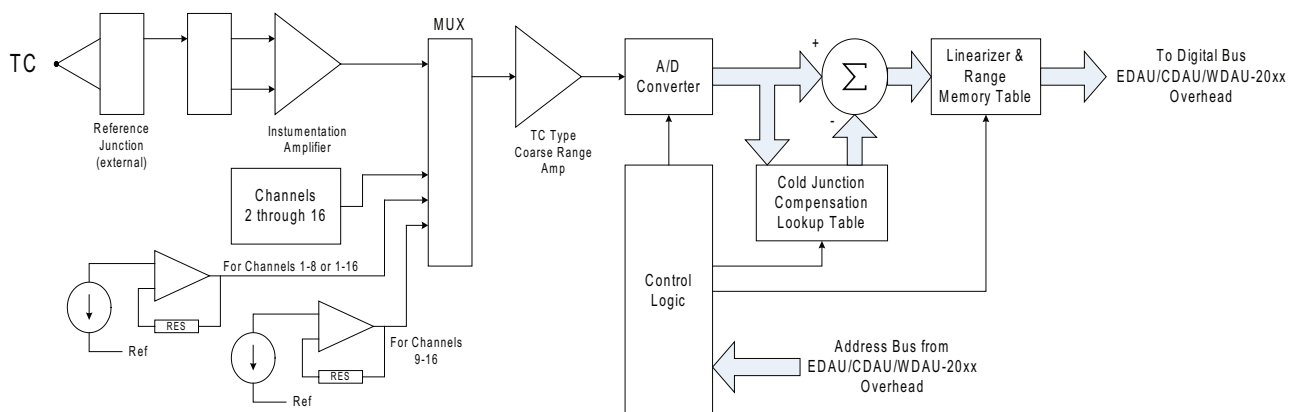 MUX
TC
Reference
Junction
(external)
Instumentation
Amplifier
TC Type
Coarse Range
Amp
A/D
Converter
+
Σ
-
Linearizer &
Range
Memory Table
To Digital Bus
EDAU/CDAU/WDAU-20xx
Overhead
Channels
2 through 16
Cold Junction
Compensation
Lookup Table
For Channels 1-8 or 1-16
RES
Ref
For Channels
9-16
RES
Ref
Control
Logic
Address Bus from
EDAU/CDAU/WDAU-20xx
Overhead